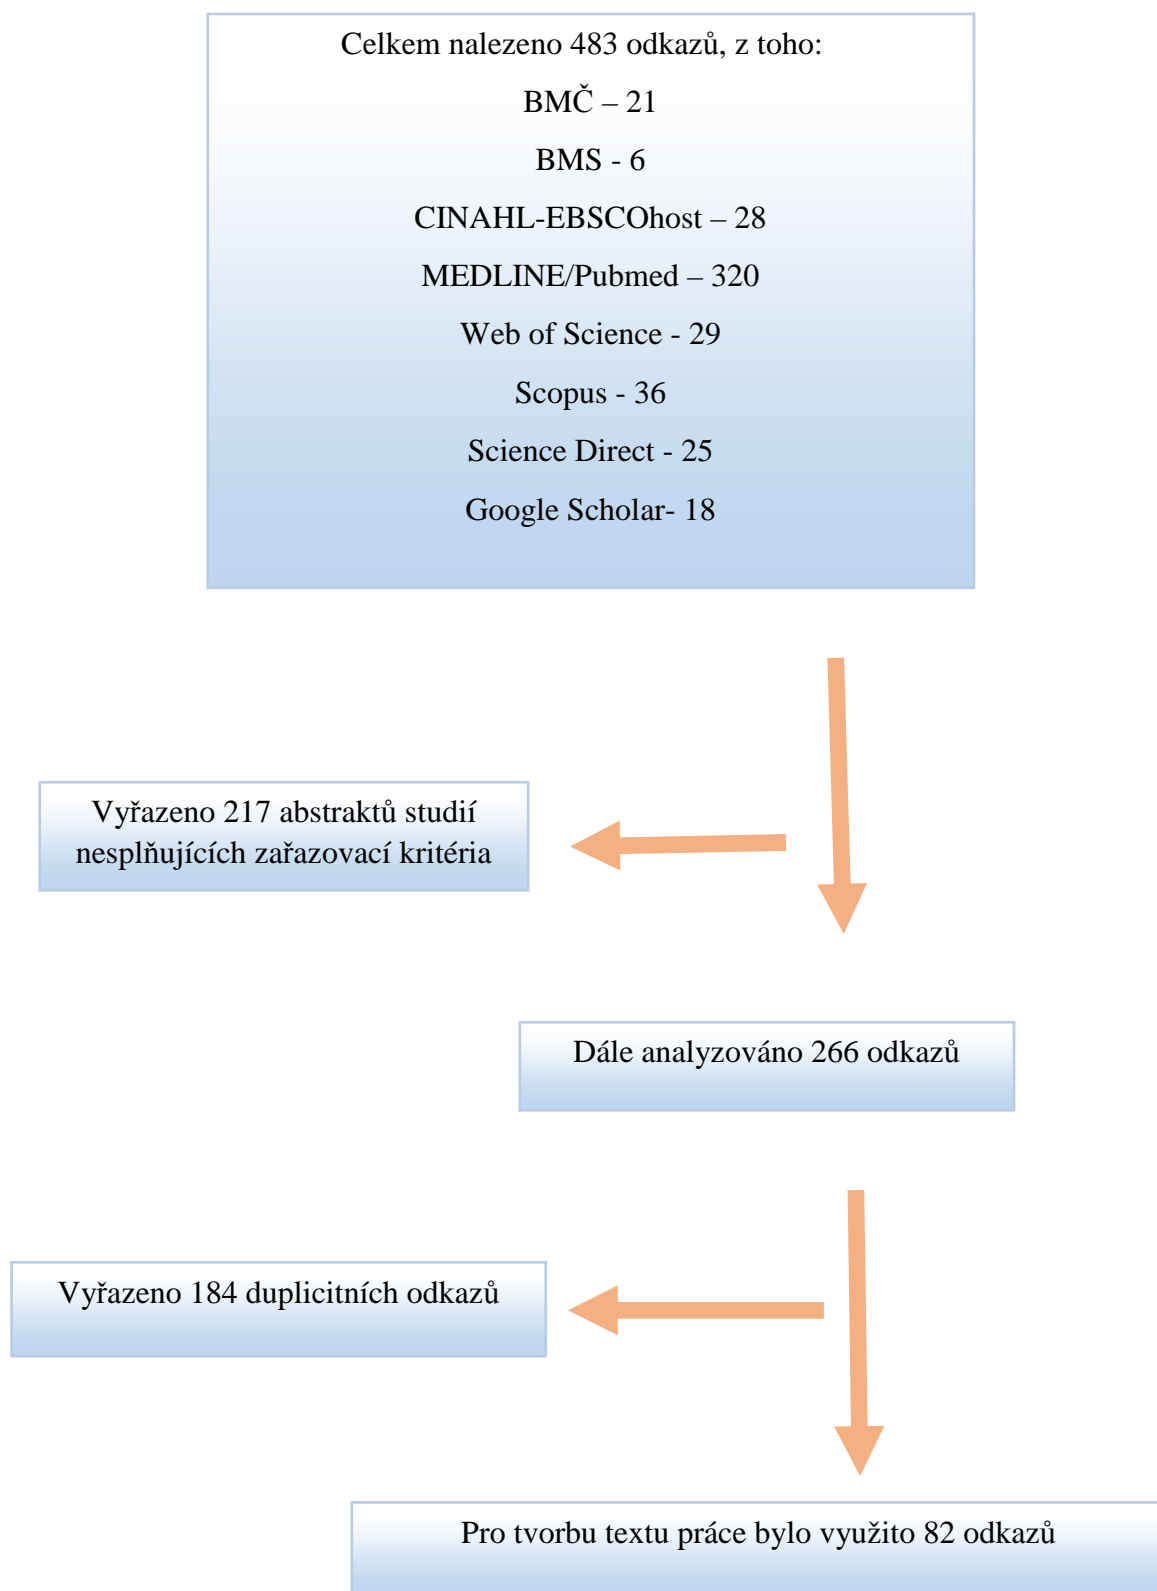 Celkem nalezeno 483 odkazů, z toho:
BMČ – 21
BMS - 6
CINAHL-EBSCOhost – 28
MEDLINE/Pubmed – 320
Web of Science - 29
Scopus - 36
Science Direct - 25
Google Scholar- 18
Vyřazeno 217 abstraktů studií
nesplňujících zařazovací kritéria
Dále analyzováno 266 odkazů
Vyřazeno 184 duplicitních odkazů
Pro tvorbu textu práce bylo využito 82 odkazů